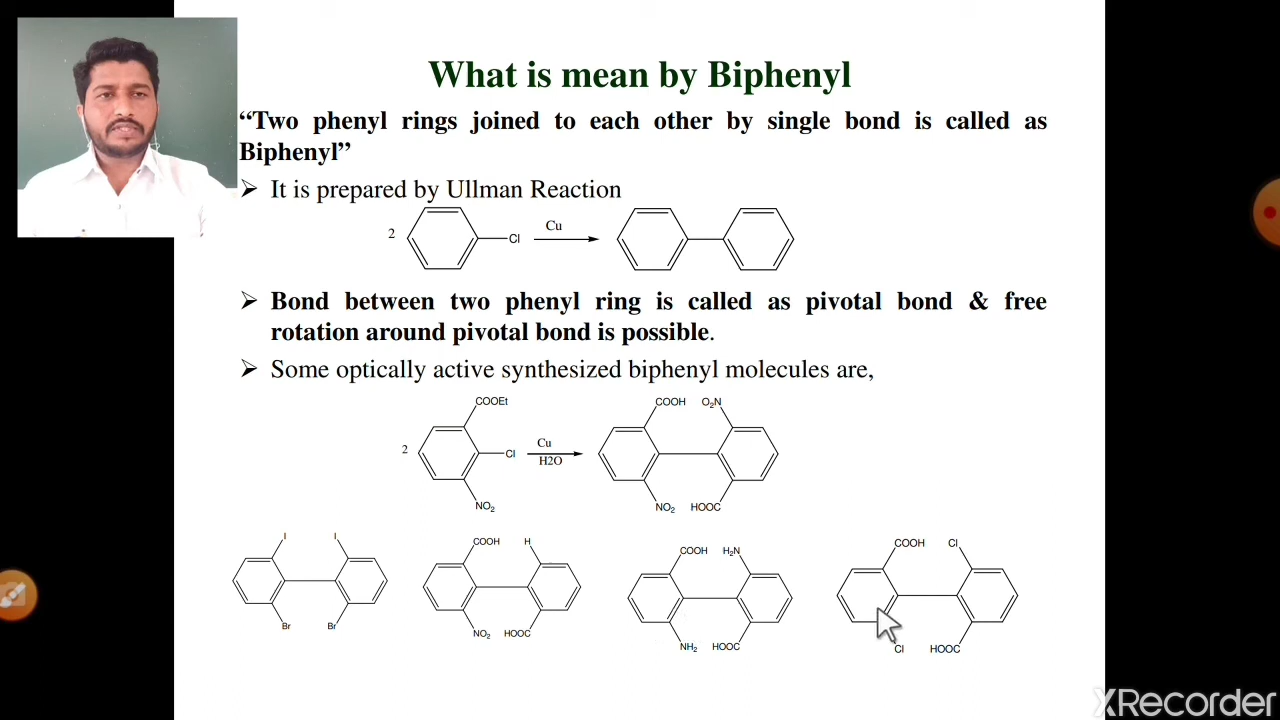 What is mean by Biphenyl
“Two phenyl rings joined to each other by single bond is called as
Biphenyl”
➢ It is prepared by Ullman Reaction
2 Cl Cu
➢ Bond between two phenyl ring is called as pivotal bond & free
rotation around pivotal bond is possible.
➢ Some optically active synthesized biphenyl molecules are,
COOEt COOH O₂N
2 Cl Cu
H2O
NO₂ NO₂ HOOC
I I COOH H COOH H₂N COOH Cl
Br Br NO₂ HOOC NH₂ HOOC Cl HOOC
XRecorder